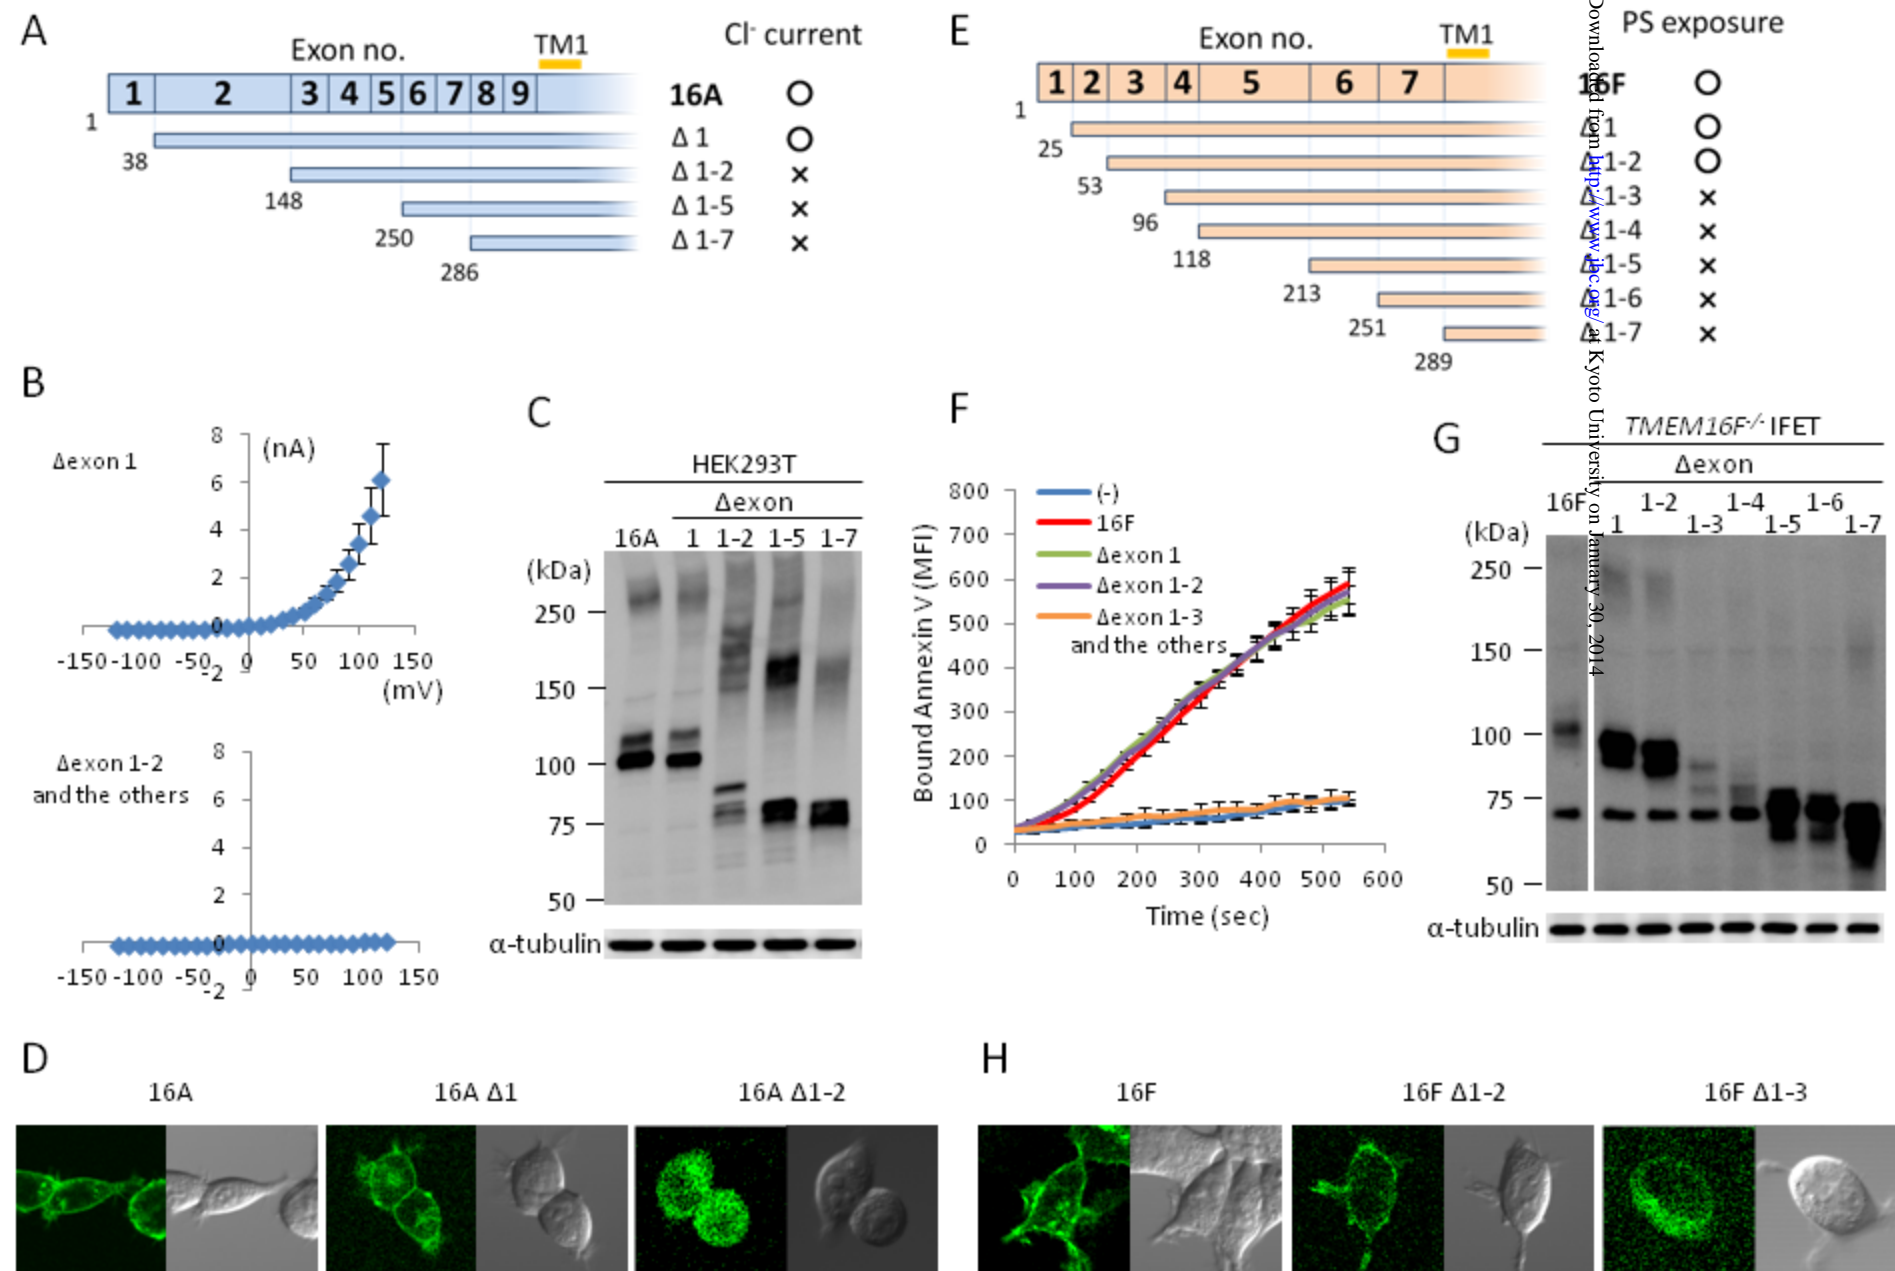 A
Exon no.
TM1
Cl- current
1 2 3 4 5 6 7 8 9
16A
1
Δ 1
38
Δ 1-2
148
Δ 1-5
250
Δ 1-7
286
B
Δexon 1
(nA)
8
6
4
2
0
-2
-150 -100 -50 0 50 100 150
(mV)
Δexon 1-2
and the others
8
6
4
2
0
-2
-150 -100 -50 0 50 100 150
C
HEK293T
Δexon
16A 1 1-2 1-5 1-7
(kDa)
250
150
100
75
50
α-tubulin
D
16A
16A Δ1
16A Δ1-2
E
Exon no.
TM1
PS exposure
1 2 3 4 5 6 7
16F
1
Δ 1
25
Δ 1-2
53
Δ 1-3
96
Δ 1-4
118
Δ 1-5
213
Δ 1-6
251
Δ 1-7
289
F
Bound Annexin V (MFI)
800
700
600
500
400
300
200
100
0
(-)
16F
Δexon 1
Δexon 1-2
Δexon 1-3
and the others
0 100 200 300 400 500 600
Time (sec)
G
TMEM16F-/- IFET
Δexon
16F 1 1-2 1-3 1-4 1-5 1-6 1-7
(kDa)
250
150
100
75
50
α-tubulin
H
16F
16F Δ1-2
16F Δ1-3
Downloaded from http://www.jbc.org/ at Kyoto University on January 30, 2014